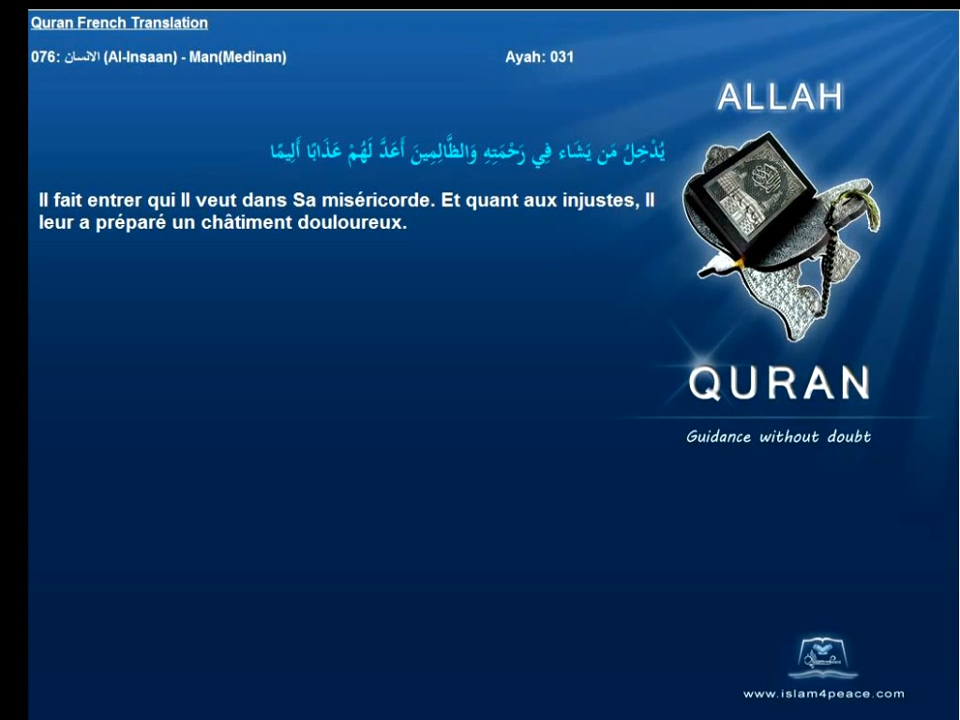 Quran French Translation
076: الانسان (Al-Insaan) - Man(Medinan) Ayah: 031
ALLAH
يُدْخِلُ مَن يَشَاء فِي رَحْمَتِهِ وَالظَّالِمِينَ أَعَدَّ لَهُمْ عَذَابًا أَلِيمًا
Il fait entrer qui Il veut dans Sa miséricorde. Et quant aux injustes, Il
leur a préparé un châtiment douloureux.
QURAN
Guidance without doubt
www.islam4peace.com